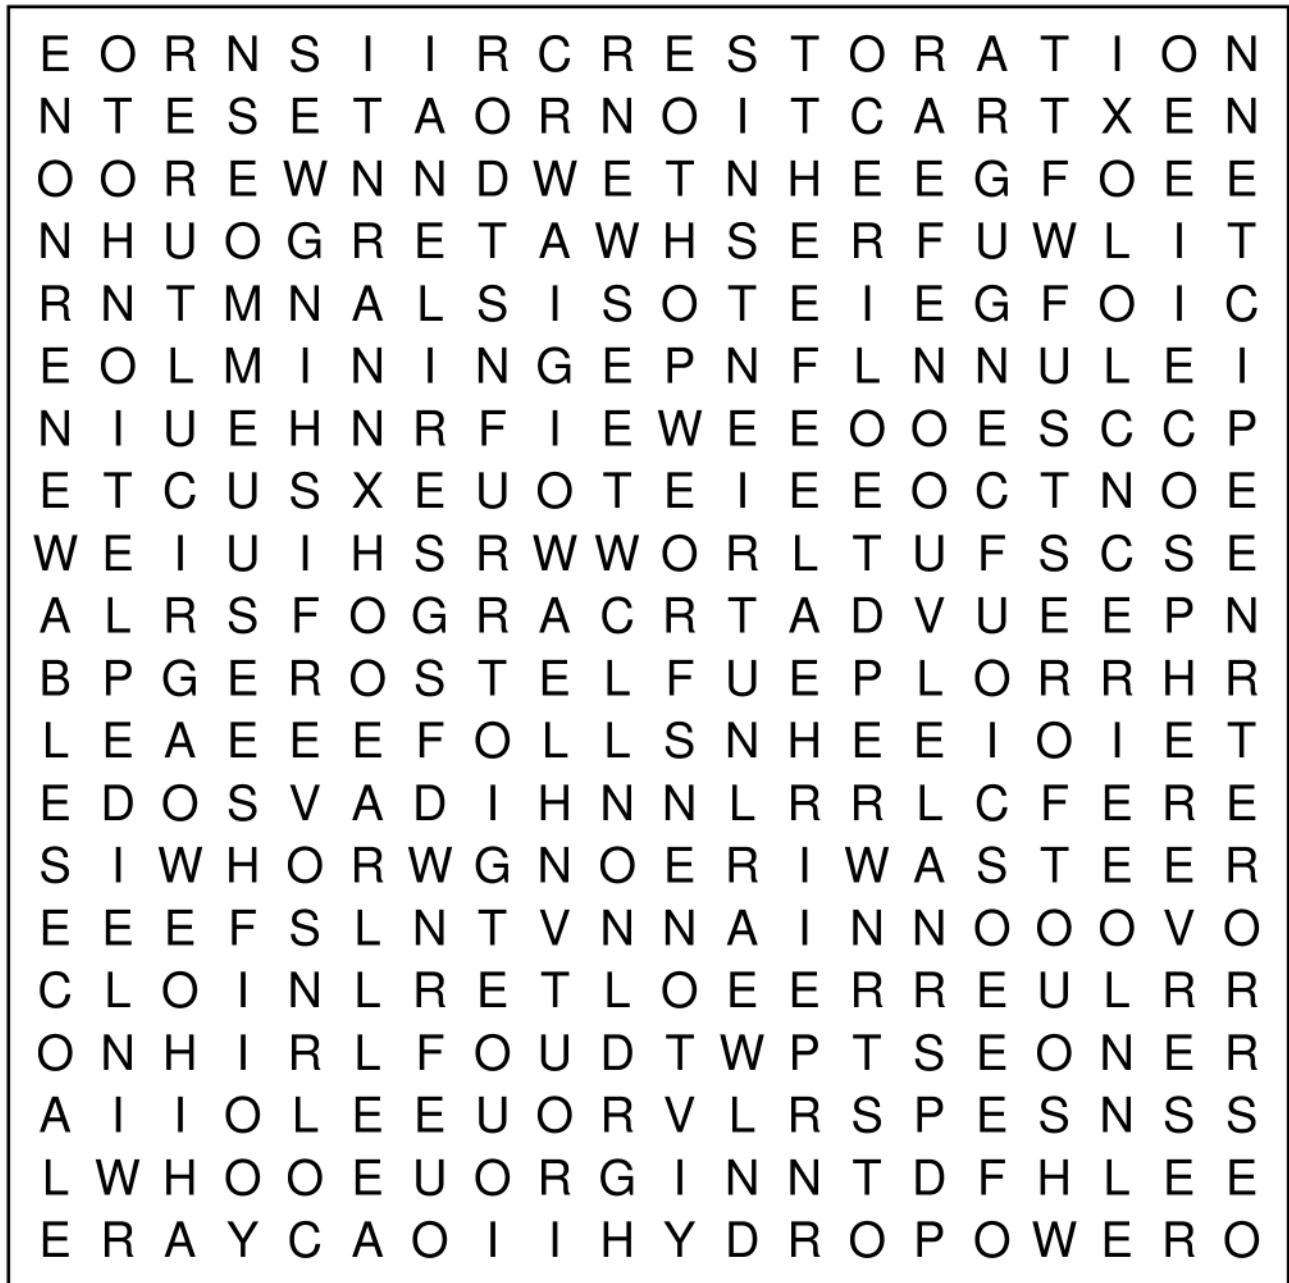 E O R N S I I R C R E S T O R A T I O N
N T E S E T A O R N O I T C A R T X E N
O O R E W N N D W E T N H E E G F O E E
N H U O G R E T A W H S E R F U W L I T
R N T M N A L S I S O T E I E G F O I C
E O L M I N I N G E P N F L N N U L E I
N I U E H N R F I E W E E O O E S C C P
E T C U S X E U O T E I E E O C T N O E
W E I U I H S R W W O R L T U F S C S E
A L R S F O G R A C R T A D V U E E P N
B P G E R O S T E L F U E P L O R R H R
L E A E E E F O L L S N H E E I O I E T
E D O S V A D I H N N L R R L C F E R E
S I W H O R W G N O E R I W A S T E E R
E E E F S L N T V N N A I N N O O O V O
C L O I N L R E T L O E E R R E U L R R
O N H I R L F O U D T W P T S E O N E R
A I I O L E E U O R V L R S P E S N S S
L W H O O E U O R G I N N T D F H L E E
E R A Y C A O I I H Y D R O P O W E R O